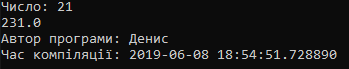 Число: 21
231.0
Автор програми: Денис
Час компіляції: 2019-06-08 18:54:51.728890